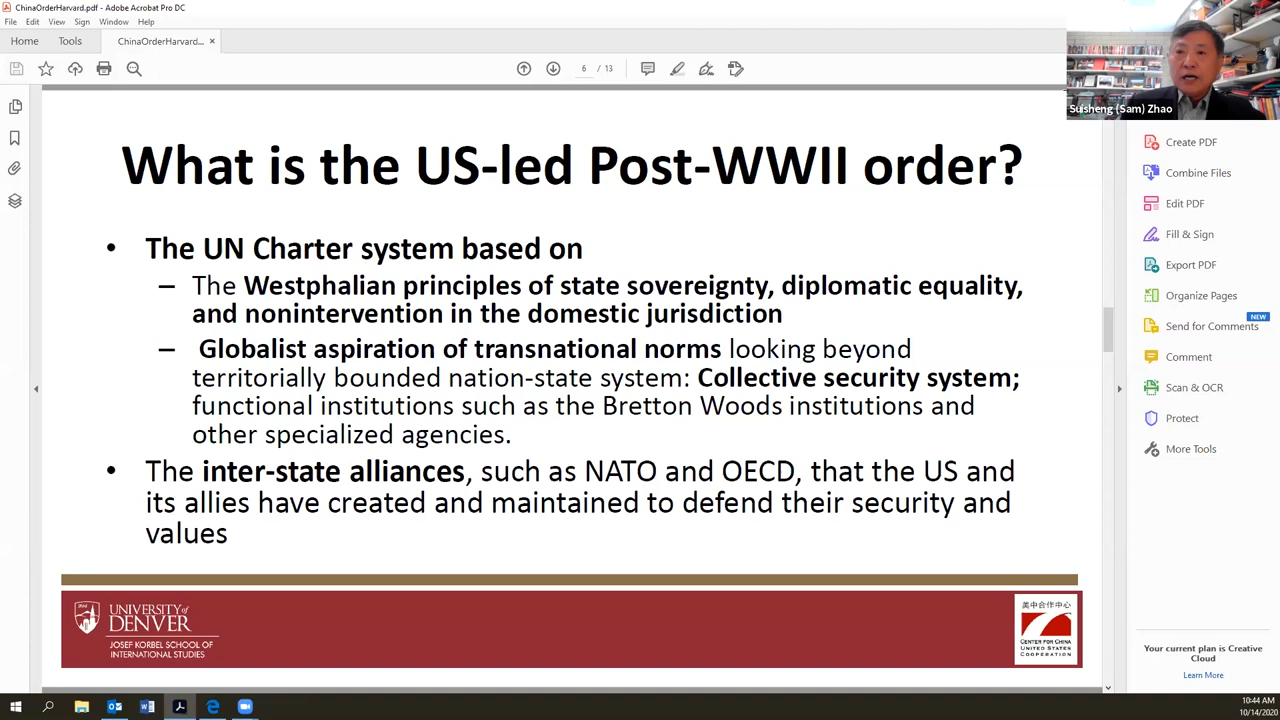 ChinaOrderHarvard.pdf - Adobe Acrobat Pro DC
File Edit View Sign Window Help
Home Tools ChinaOrderHarvard... ×
6 / 13
Suisheng (Sam) Zhao
What is the US-led Post-WWII order?
• The UN Charter system based on
– The Westphalian principles of state sovereignty, diplomatic equality,
and nonintervention in the domestic jurisdiction
– Globalist aspiration of transnational norms looking beyond
territorially bounded nation-state system: Collective security system;
functional institutions such as the Bretton Woods institutions and
other specialized agencies.
• The inter-state alliances, such as NATO and OECD, that the US and
its allies have created and maintained to defend their security and
values
UNIVERSITY of
DENVER
JOSEF KORBEL SCHOOL OF
INTERNATIONAL STUDIES
美中合作中心
CENTER FOR CHINA
UNITED STATES
COOPERATION
Create PDF
Combine Files
Edit PDF
Fill & Sign
Export PDF
Organize Pages
NEW
Send for Comments
Comment
Scan & OCR
Protect
More Tools
Your current plan is Creative
Cloud
Learn More
10:44 AM
10/14/2020